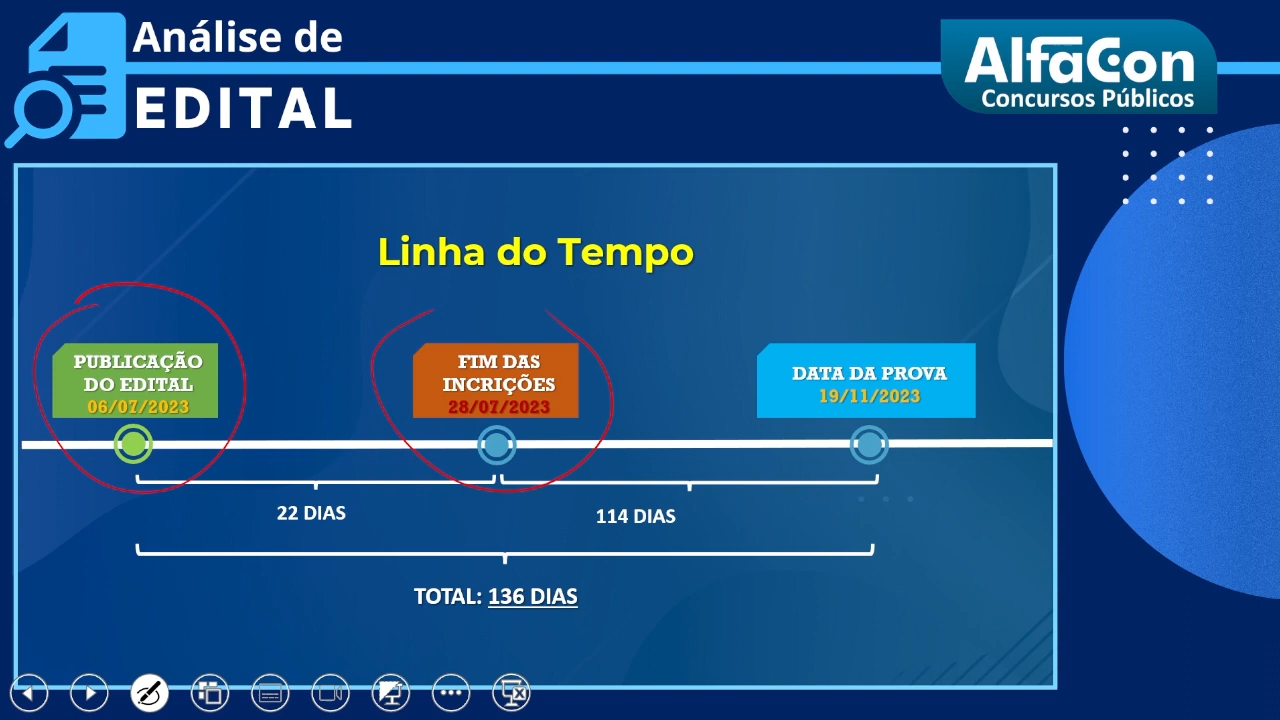 Análise de
EDITAL
AlfaCon
Concursos Públicos
Linha do Tempo
PUBLICAÇÃO
DO EDITAL
06/07/2023
FIM DAS
INCRIÇÕES
28/07/2023
DATA DA PROVA
19/11/2023
22 DIAS
114 DIAS
TOTAL: 136 DIAS